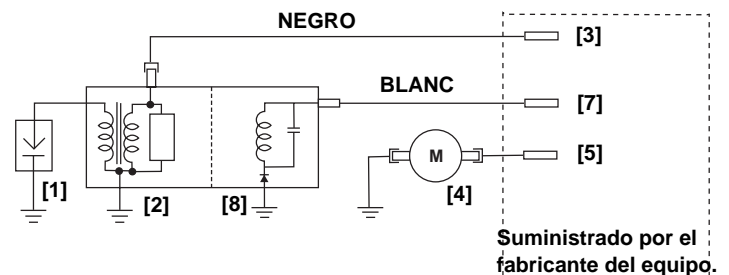 NEGRO
[3]
BLANC
[7]
[5]
M
[4]
[1]
[2]
[8]
Suministrado por el
fabricante del equipo.